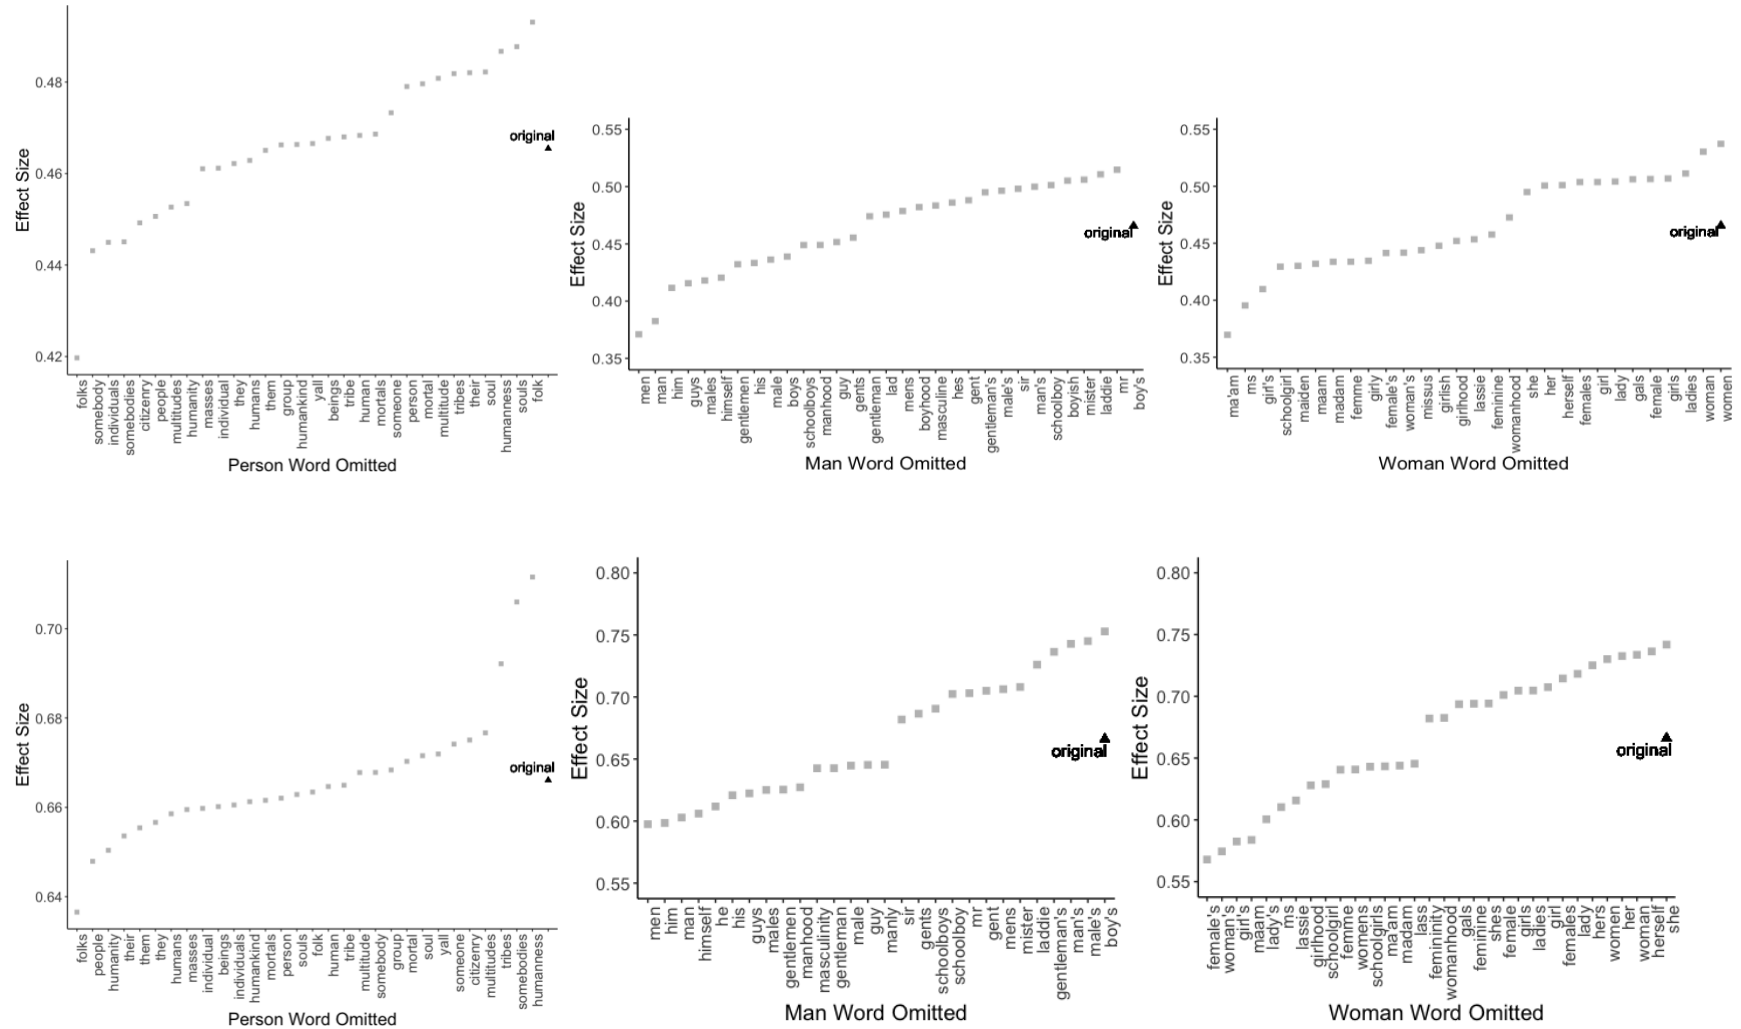 0.48
0.46
0.44
0.42
Effect Size
original
folks
somebody
individuals
somebodies
citizenry
people
multitudes
humanity
masses
individual
they
humans
them
group
humankind
yall
beings
tribe
human
mortals
someone
person
mortal
multitude
tribes
their
soul
humanness
souls
folk
Person Word Omitted
0.55
0.50
0.45
0.40
0.35
Effect Size
original
men
man
him
guys
males
himself
gentlemen
his
male
boys
schoolboys
manhood
guy
gents
gentleman
lad
mens
boyhood
masculine
hes
gent
gentleman's
male's
sir
man's
schoolboy
boyish
mister
laddie
mr
boy's
Man Word Omitted
0.55
0.50
0.45
0.40
0.35
Effect Size
original
ma'am
ms
girl's
schoolgirl
maiden
maam
madam
femme
girly
female's
woman's
missus
girlish
girlhood
lassie
feminine
womanhood
she
her
herself
females
girl
lady
gals
female
girls
ladies
woman
women
Woman Word Omitted
0.70
0.68
0.66
0.64
Effect Size
original
folks
people
humanity
their
them
they
humans
masses
individual
beings
individuals
humankind
mortals
person
souls
folk
human
tribe
multitude
somebody
group
mortal
soul
yall
someone
citizenry
multitudes
tribes
somebodies
humanness
Person Word Omitted
0.80
0.75
0.70
0.65
0.60
0.55
Effect Size
original
men
him
man
himself
he
his
guys
males
gentlemen
manhood
masculinity
gentleman
male
guy
manly
sir
gents
schoolboys
schoolboy
mr
gent
mens
mister
laddie
gentleman's
man's
male's
boy's
Man Word Omitted
0.80
0.75
0.70
0.65
0.60
0.55
Effect Size
original
female's
woman's
girl's
maam
lady's
ms
lassie
girlhood
schoolgirl
femme
womens
schoolgirls
ma'am
madam
lass
femininity
womanhood
gals
feminine
shes
female
girls
ladies
girl
females
lady
hers
women
her
woman
herself
she
Woman Word Omitted